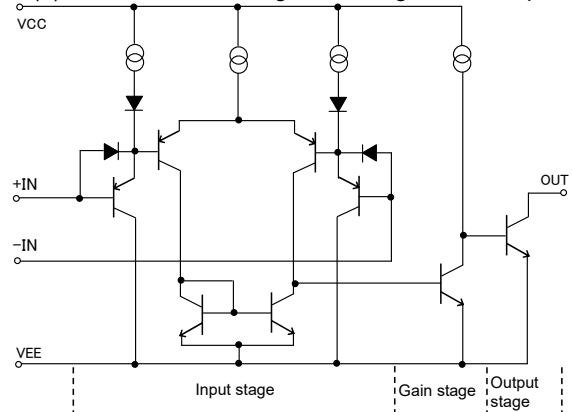 VCC
+IN
OUT
−IN
VEE
Input stage
Gain stage
Output
stage